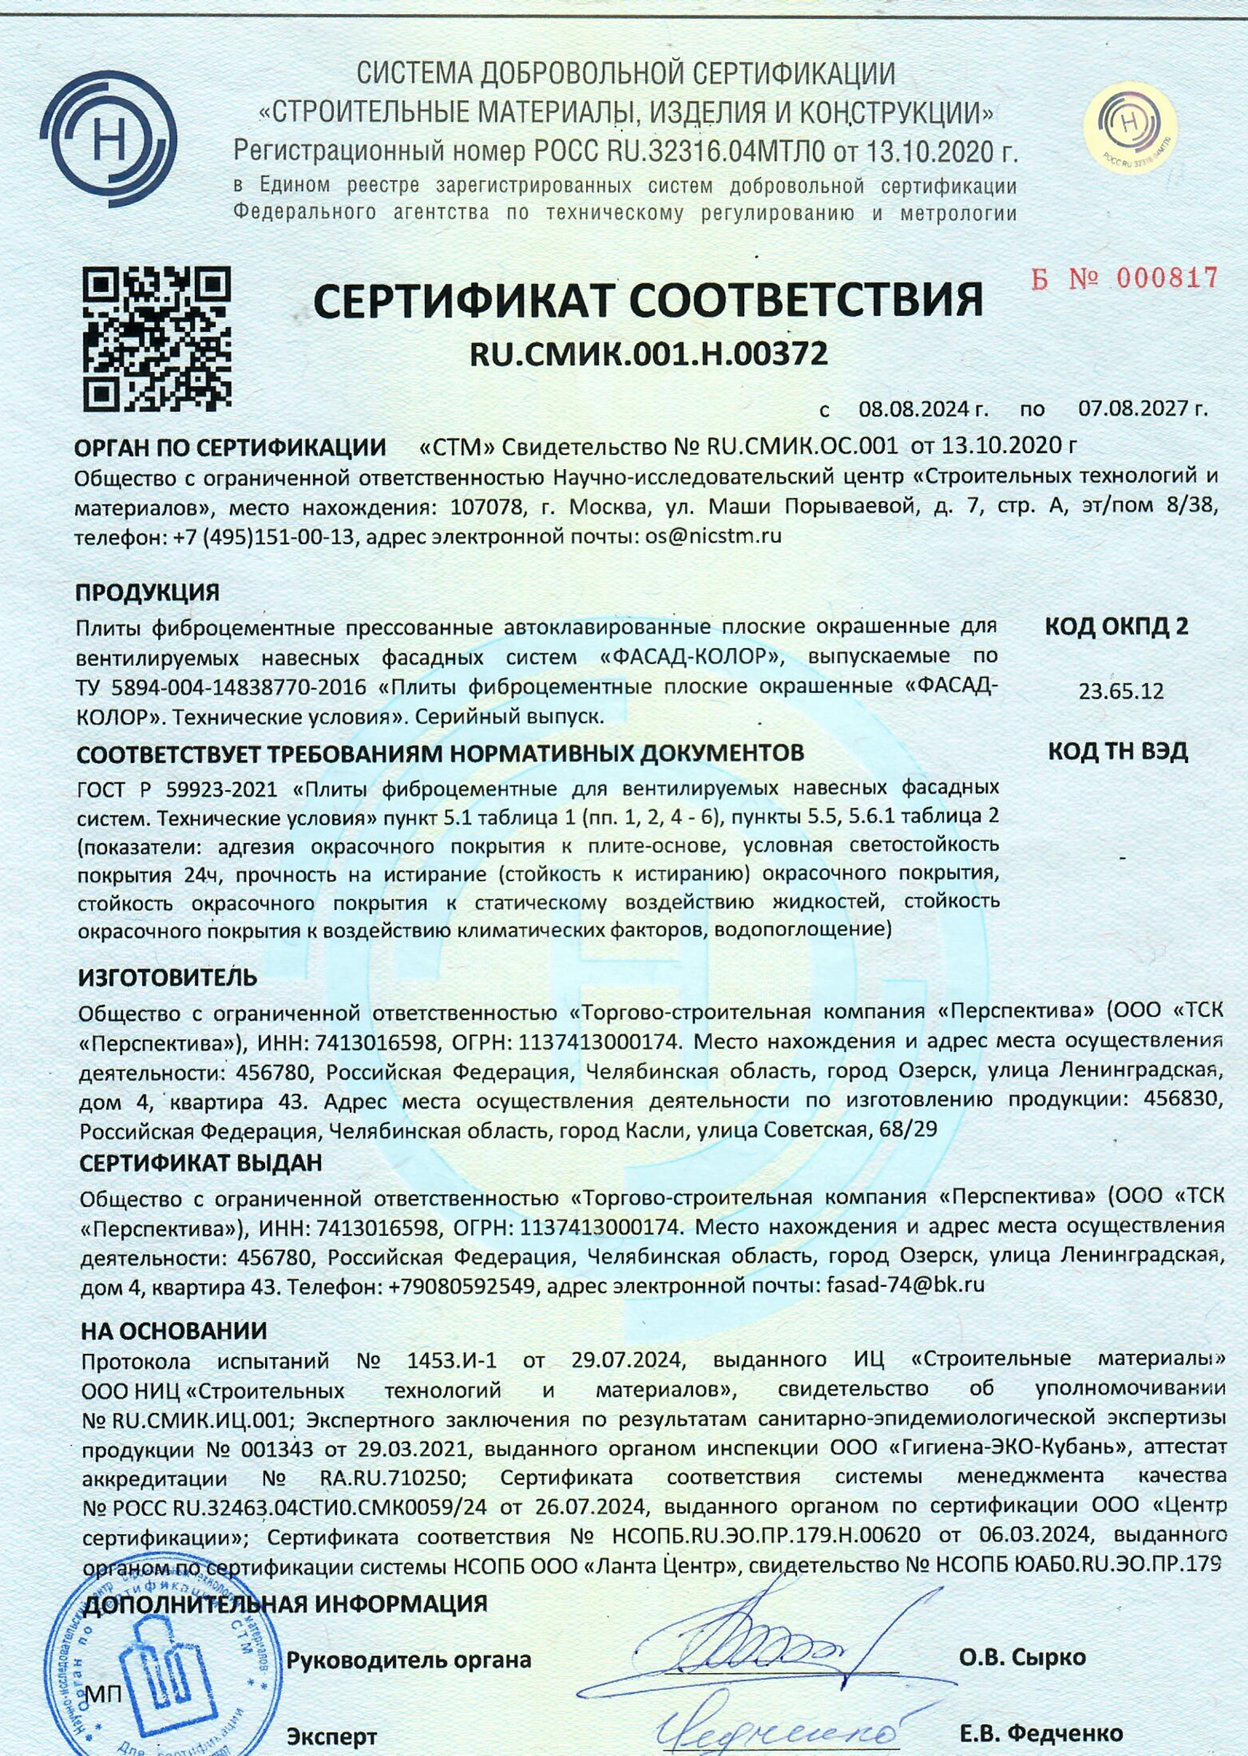 СИСТЕМА ДОБРОВОЛЬНОЙ СЕРТИФИКАЦИИ
«СТРОИТЕЛЬНЫЕ МАТЕРИАЛЫ, ИЗДЕЛИЯ И КОНСТРУКЦИИ»
Регистрационный номер РОСС RU.32316.04МТЛ0 от 13.10.2020 г.
в Едином реестре зарегистрированных систем добровольной сертификации
Федерального агентства по техническому регулированию и метрологии
Н
Н
Б № 000817
СЕРТИФИКАТ СООТВЕТСТВИЯ
RU.СМИК.001.Н.00372
с 08.08.2024 г. по 07.08.2027 г.
ОРГАН ПО СЕРТИФИКАЦИИ «СТМ» Свидетельство № RU.СМИК.ОС.001 от 13.10.2020 г
Общество с ограниченной ответственностью Научно-исследовательский центр «Строительных технологий и
материалов», место нахождения: 107078, г. Москва, ул. Маши Порываевой, д. 7, стр. А, эт/пом 8/38,
телефон: +7 (495)151-00-13, адрес электронной почты: os@nicstm.ru
ПРОДУКЦИЯ
Плиты фиброцементные прессованные автоклавированные плоские окрашенные для
вентилируемых навесных фасадных систем «ФАСАД-КОЛОР», выпускаемые по
ТУ 5894-004-14838770-2016 «Плиты фиброцементные плоские окрашенные «ФАСАД-
КОЛОР». Технические условия». Серийный выпуск.
КОД ОКПД 2
23.65.12
СООТВЕТСТВУЕТ ТРЕБОВАНИЯМ НОРМАТИВНЫХ ДОКУМЕНТОВ
ГОСТ Р 59923-2021 «Плиты фиброцементные для вентилируемых навесных фасадных
систем. Технические условия» пункт 5.1 таблица 1 (пп. 1, 2, 4 - 6), пункты 5.5, 5.6.1 таблица 2
(показатели: адгезия окрасочного покрытия к плите-основе, условная светостойкость
покрытия 24ч, прочность на истирание (стойкость к истиранию) окрасочного покрытия,
стойкость окрасочного покрытия к статическому воздействию жидкостей, стойкость
окрасочного покрытия к воздействию климатических факторов, водопоглощение)
КОД ТН ВЭД
-
ИЗГОТОВИТЕЛЬ
Общество с ограниченной ответственностью «Торгово-строительная компания «Перспектива» (ООО «ТСК
«Перспектива»), ИНН: 7413016598, ОГРН: 1137413000174. Место нахождения и адрес места осуществления
деятельности: 456780, Российская Федерация, Челябинская область, город Озерск, улица Ленинградская,
дом 4, квартира 43. Адрес места осуществления деятельности по изготовлению продукции: 456830,
Российская Федерация, Челябинская область, город Касли, улица Советская, 68/29
СЕРТИФИКАТ ВЫДАН
Общество с ограниченной ответственностью «Торгово-строительная компания «Перспектива» (ООО «ТСК
«Перспектива»), ИНН: 7413016598, ОГРН: 1137413000174. Место нахождения и адрес места осуществления
деятельности: 456780, Российская Федерация, Челябинская область, город Озерск, улица Ленинградская,
дом 4, квартира 43. Телефон: +79080592549, адрес электронной почты: fasad-74@bk.ru
НА ОСНОВАНИИ
Протокола испытаний № 1453.И-1 от 29.07.2024, выданного ИЦ «Строительные материалы»
ООО НИЦ «Строительных технологий и материалов», свидетельство об уполномочивании
№ RU.СМИК.ИЦ.001; Экспертного заключения по результатам санитарно-эпидемиологической экспертизы
продукции № 001343 от 29.03.2021, выданного органом инспекции ООО «Гигиена-ЭКО-Кубань», аттестат
аккредитации № RA.RU.710250; Сертификата соответствия системы менеджмента качества
№ РОСС RU.32463.04СТИ0.СМК0059/24 от 26.07.2024, выданного органом по сертификации ООО «Центр
сертификации»; Сертификата соответствия № НСОПБ.RU.ЭО.ПР.179.Н.00620 от 06.03.2024, выданного
органом по сертификации системы НСОПБ ООО «Ланта Центр», свидетельство № НСОПБ ЮАБ0.RU.ЭО.ПР.179
ДОПОЛНИТЕЛЬНАЯ ИНФОРМАЦИЯ
Руководитель органа О.В. Сырко
МП
Орган по сертификации СТМ
Для сертификации
Эксперт Федченко Е.В. Федченко